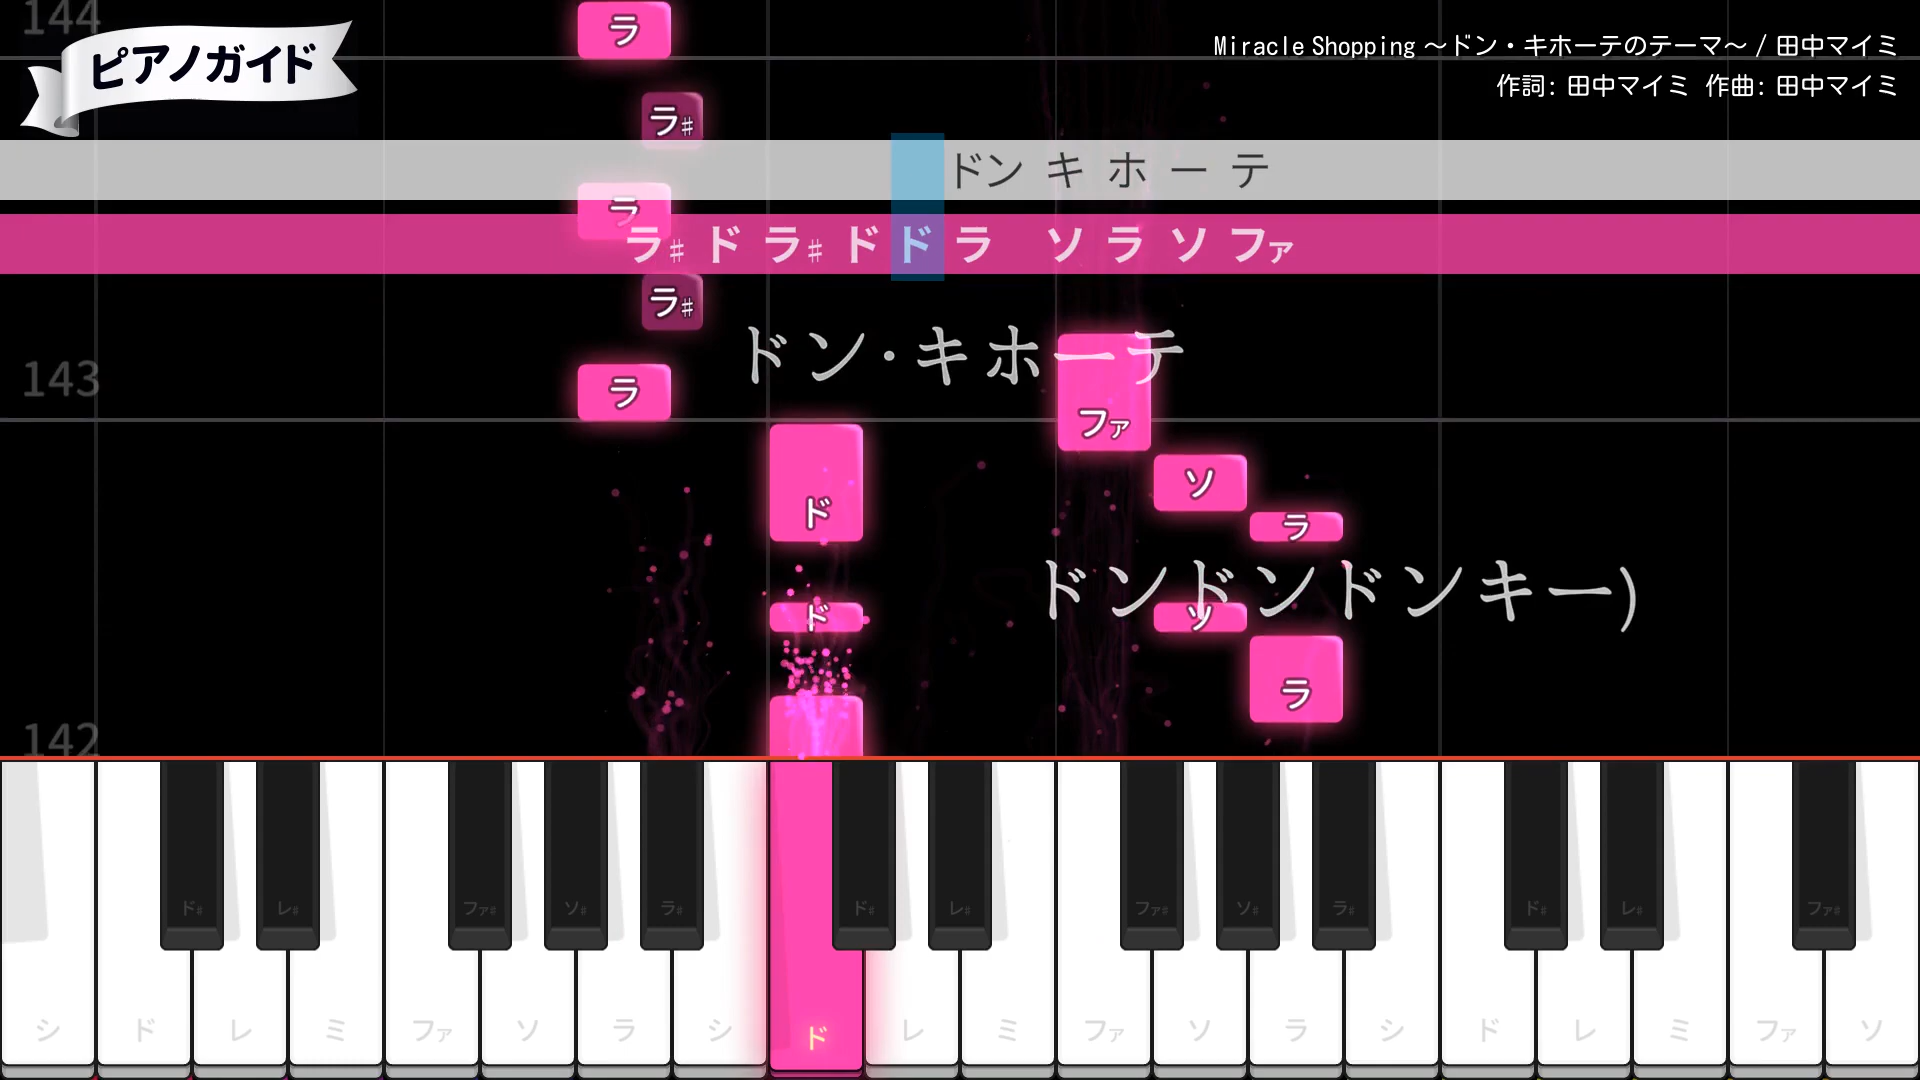 144
ピアノガイド
Miracle Shopping 〜ドン・キホーテのテーマ〜 / 田中マイミ
作詞: 田中マイミ 作曲: 田中マイミ
ラ
ラ♯
ドン キ ホ ー テ
ラ
ラ♯ ド ラ♯ ド ド ラ ソ ラ ソ ファ
ラ♯
ドン・キホーテ
143
ラ
ファ
ソ
ド
ラ
ドンドンドンキー)
ド
ソ
ラ
142
ド♯ レ♯ ファ♯ ソ♯ ラ♯ ド♯ レ♯ ファ♯ ソ♯ ラ♯ ド♯ レ♯ ファ♯
シ ド レ ミ ファ ソ ラ シ ド レ ミ ファ ソ ラ シ ド レ ミ ファ ソ